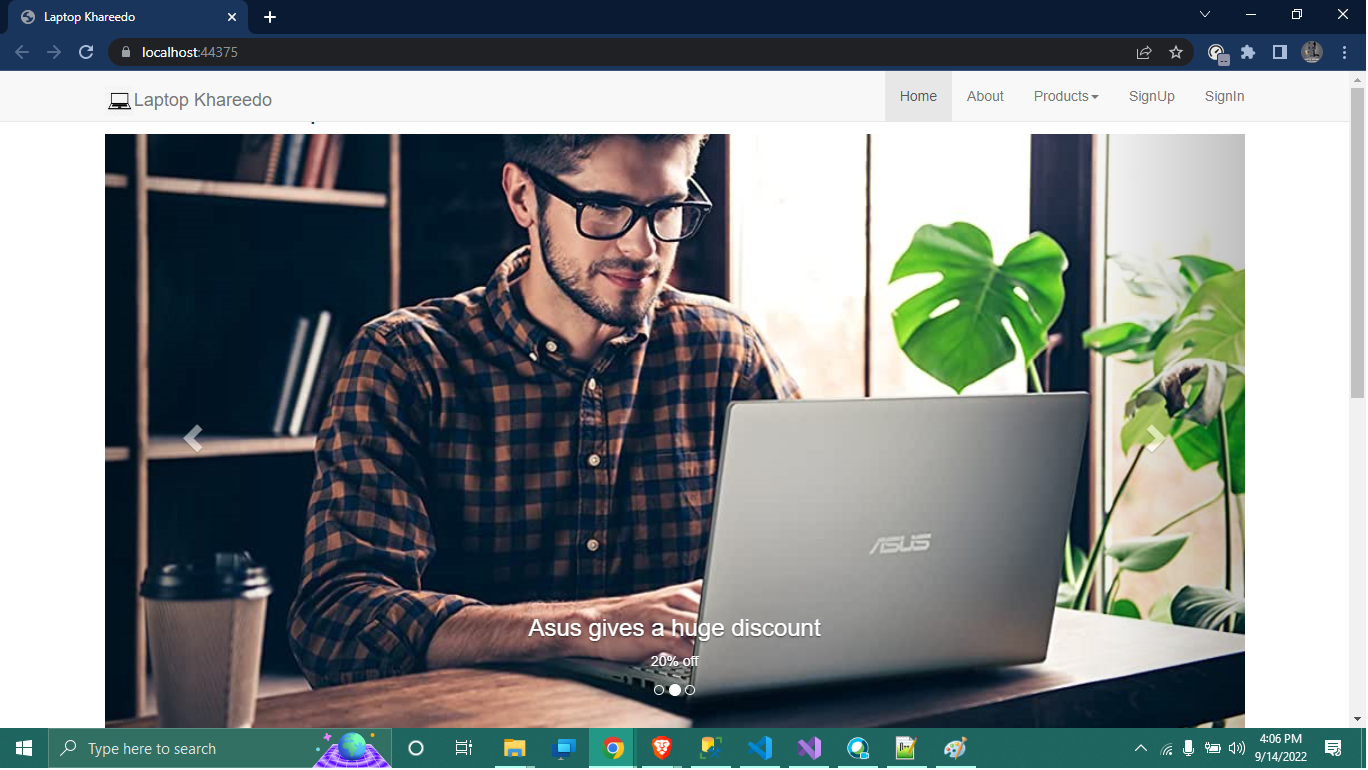 Laptop Khareedo
localhost:44375
Laptop Khareedo
Home About Products SignUp SignIn
ASUS
Asus gives a huge discount
20% off
Type here to search
4:06 PM
9/14/2022